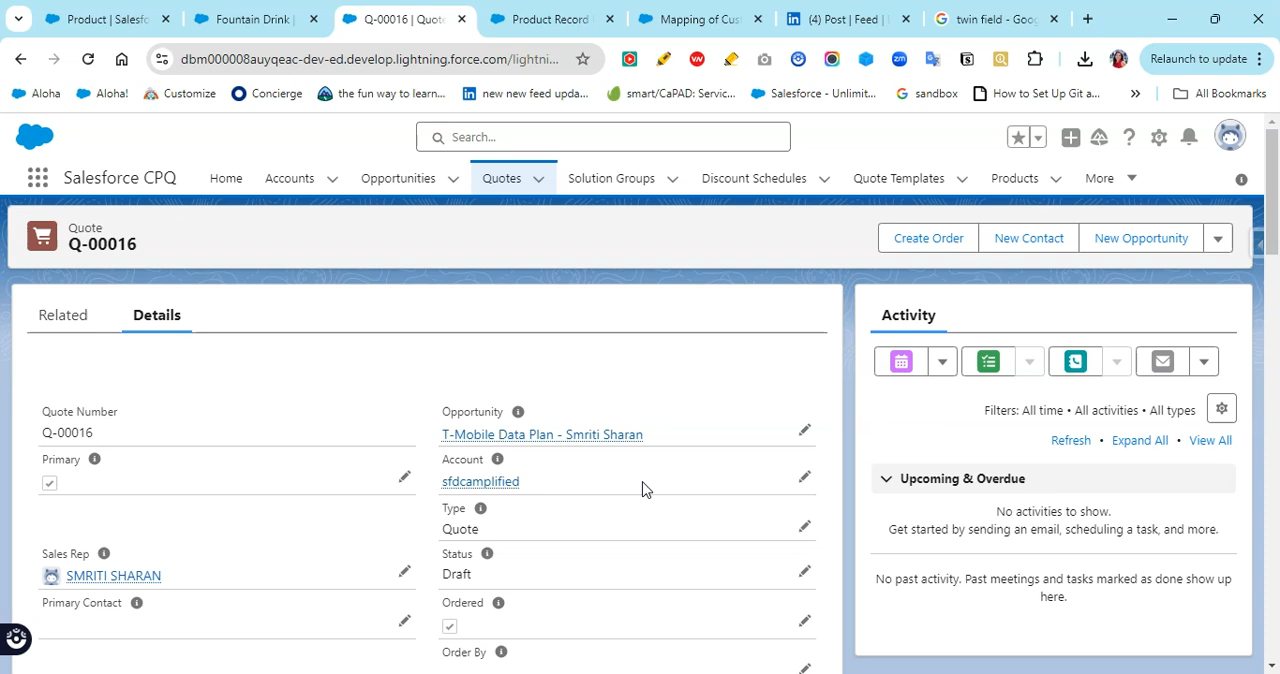 Product | Salesfo
Fountain Drink |
Q-00016 | Quote
Product Record
Mapping of Cus
(4) Post | Feed |
twin field - Goog
dbm000008auyqeac-dev-ed.develop.lightning.force.com/lightni...
Relaunch to update
Aloha
Aloha!
Customize
Concierge
the fun way to learn...
new new feed upda...
smart/CaPAD: Servic...
Salesforce - Unlimit...
sandbox
How to Set Up Git a...
All Bookmarks
Search...
Salesforce CPQ
Home
Accounts
Opportunities
Quotes
Solution Groups
Discount Schedules
Quote Templates
Products
More
Quote
Q-00016
Create Order
New Contact
New Opportunity
Related
Details
Quote Number
Q-00016
Primary
Sales Rep
SMRITI SHARAN
Primary Contact
Opportunity
T-Mobile Data Plan - Smriti Sharan
Account
sfdcamplified
Type
Quote
Status
Draft
Ordered
Order By
Activity
Filters: All time • All activities • All types
Refresh • Expand All • View All
Upcoming & Overdue
No activities to show.
Get started by sending an email, scheduling a task, and more.
No past activity. Past meetings and tasks marked as done show up
here.